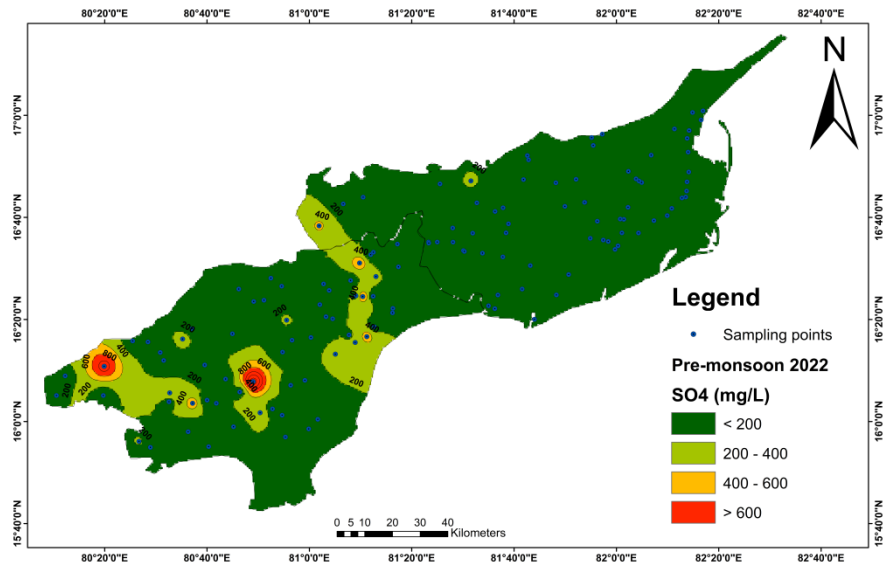 80°20'0"E 80°40'0"E 81°0'0"E 81°20'0"E 81°40'0"E 82°0'0"E 82°20'0"E 82°40'0"E
N
17°0'0"N 17°0'0"N
200
200
16°40'0"N 400 16°40'0"N
400
400
16°20'0"N 200 16°20'0"N
400
200
400
600 800
600
800
200
200
200
400
400
200
200
16°0'0"N 200 16°0'0"N
200
Legend
Sampling points
Pre-monsoon 2022
SO4 (mg/L)
< 200
200 - 400
400 - 600
> 600
15°40'0"N 15°40'0"N
0 5 10 20 30 40
Kilometers
80°20'0"E 80°40'0"E 81°0'0"E 81°20'0"E 81°40'0"E 82°0'0"E 82°20'0"E 82°40'0"E